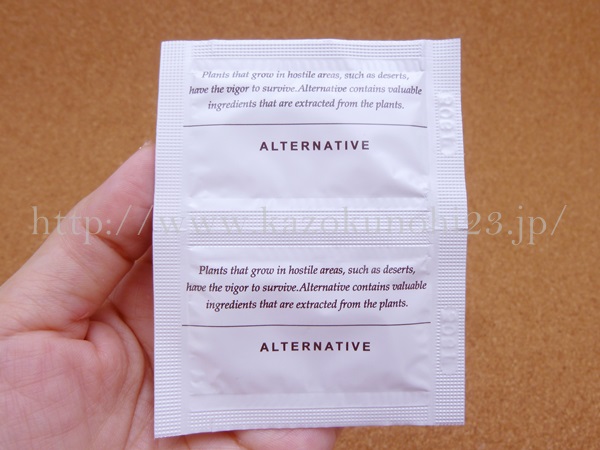 Plants that grow in hostile areas, such as deserts,
have the vigor to survive.Alternative contains valuable
ingredients that are extracted from the plants.
ALTERNATIVE
http://www.kazokunohi23.jp/
Plants that grow in hostile areas, such as deserts,
have the vigor to survive.Alternative contains valuable
ingredients that are extracted from the plants.
ALTERNATIVE